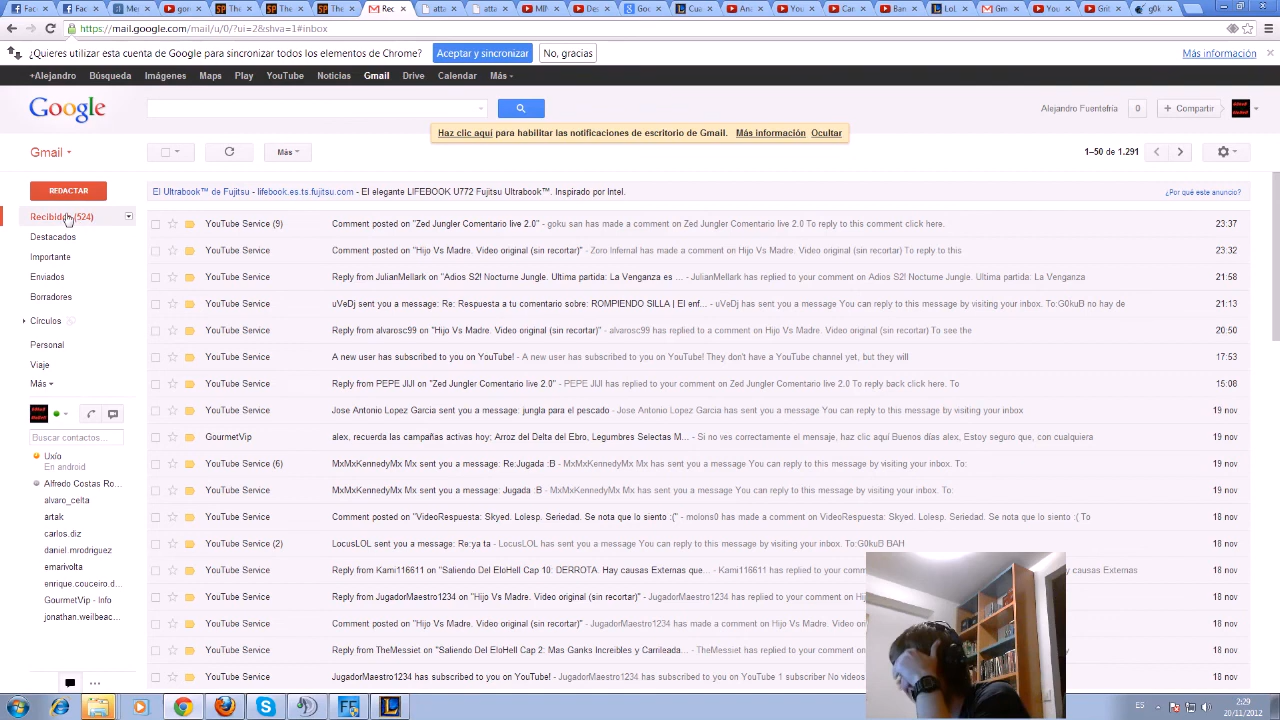 Rec
https://mail.google.com/mail/u/0/?ui=2&shva=1#inbox
¿Quieres utilizar esta cuenta de Google para sincronizar todos los elementos de Chrome? Aceptar y sincronizar No, gracias Más información
+Alejandro Búsqueda Imágenes Maps Play YouTube Noticias Gmail Drive Calendar Más
Google Alejandro Fuentefría 0 + Compartir
Haz clic aquí para habilitar las notificaciones de escritorio de Gmail. Más información Ocultar
Gmail Más 1–50 de 1.291
REDACTAR El Ultrabook™ de Fujitsu - lifebook.es.ts.fujitsu.com - El elegante LIFEBOOK U772 Fujitsu Ultrabook™. Inspirado por Intel. ¿Por qué este anuncio?
Recibidos (524)
Destacados
Importante
Enviados
Borradores
Círculos
Personal
Viaje
Más
Buscar contactos...
Uxío
En android
Alfredo Costas Ro...
alvaro_celta
artak
carlos.diz
daniel.mrodriguez
emarivolta
enrique.couceiro.d...
GourmetVip - Info
jonathan.weilbeac...
YouTube Service (9) Comment posted on "Zed Jungler Comentario live 2.0" - goku san has made a comment on Zed Jungler Comentario live 2.0 To reply to this comment click here. 23:37
YouTube Service Comment posted on "Hijo Vs Madre. Video original (sin recortar)" - Zoro Infernal has made a comment on Hijo Vs Madre. Video original (sin recortar) To reply to this 23:32
YouTube Service Reply from JulianMellark on "Adios S2! Nocturne Jungle. Ultima partida: La Venganza es ... - JulianMellark has replied to your comment on Adios S2! Nocturne Jungle. Ultima partida: La Venganza 21:58
YouTube Service uVeDj sent you a message: Re: Respuesta a tu comentario sobre: ROMPIENDO SILLA | El enf... - uVeDj has sent you a message You can reply to this message by visiting your inbox. To:G0kuB no hay de 21:13
YouTube Service Reply from alvarosc99 on "Hijo Vs Madre. Video original (sin recortar)" - alvarosc99 has replied to a comment on Hijo Vs Madre. Video original (sin recortar) To see the 20:50
YouTube Service A new user has subscribed to you on YouTube! - A new user has subscribed to you on YouTube! They don't have a YouTube channel yet, but they will 17:53
YouTube Service Reply from PEPE JIJI on "Zed Jungler Comentario live 2.0" - PEPE JIJI has replied to your comment on Zed Jungler Comentario live 2.0 To reply back click here. To 15:08
YouTube Service Jose Antonio Lopez Garcia sent you a message: jungla para el pescado - Jose Antonio Lopez Garcia has sent you a message You can reply to this message by visiting your inbox 19 nov
GourmetVip alex. recuerda las campañas activas hoy; Arroz del Delta del Ebro, Legumbres Selectas M... - Si no ves correctamente el mensaje, haz clic aquí Buenos días alex, Estoy seguro que, con cualquiera 19 nov
YouTube Service (6) MxMxKennedyMx Mx sent you a message: Re:Jugada :B - MxMxKennedyMx Mx has sent you a message You can reply to this message by visiting your inbox. To: 19 nov
YouTube Service MxMxKennedyMx Mx sent you a message: Jugada :B - MxMxKennedyMx Mx has sent you a message You can reply to this message by visiting your inbox. To: 19 nov
YouTube Service Comment posted on "VideoRespuesta: Skyed. Lolesp. Seriedad. Se nota que lo siento :(" - molons0 has made a comment on VideoRespuesta: Skyed. Lolesp. Seriedad. Se nota que lo siento :( To 18 nov
YouTube Service (2) LocusLOL sent you a message: Re:ya ta - LocusLOL has sent you a message You can reply to this message by visiting your inbox. To:G0kuB BAH 18 nov
YouTube Service Reply from Kami116611 on "Saliendo Del EloHell Cap 10: DERROTA. Hay causas Externas que... - Kami116611 has replied to your comment on Saliendo Del EloHell Cap 10: DERROTA. Hay causas Externas 18 nov
YouTube Service Reply from JugadorMaestro1234 on "Hijo Vs Madre. Video original (sin recortar)" - JugadorMaestro1234 has 18 nov
YouTube Service Comment posted on "Hijo Vs Madre. Video original (sin recortar)" - JugadorMaestro1234 has made a comment 18 nov
YouTube Service Reply from TheMessiet on "Saliendo Del EloHell Cap 2: Mas Ganks Increibles y Carrileada... - TheMessiet 18 nov
YouTube Service JugadorMaestro1234 has subscribed to you on YouTube! - JugadorMaestro1234 1 subscriber No videos 18 nov
ES 2:29
20/11/2012